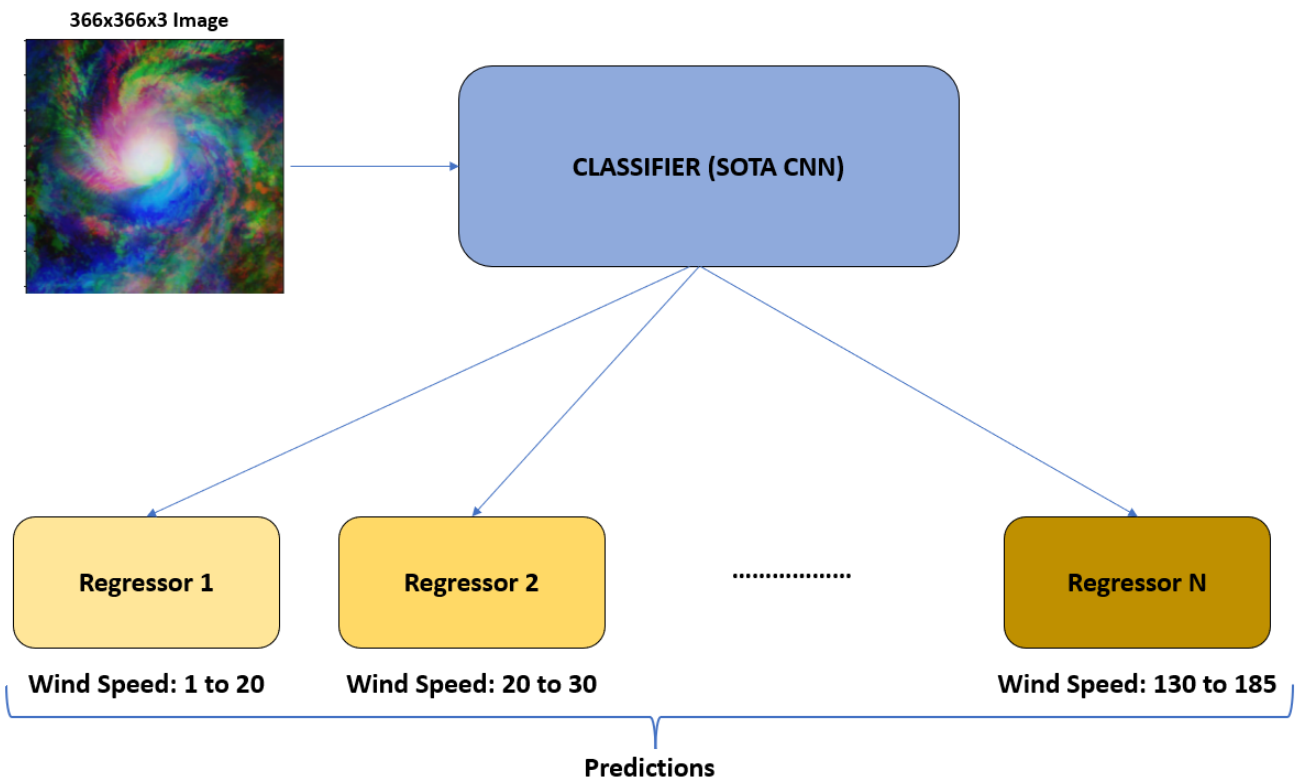 366x366x3 Image
CLASSIFIER (SOTA CNN)
Regressor 1
Regressor 2
..................
Regressor N
Wind Speed: 1 to 20
Wind Speed: 20 to 30
Wind Speed: 130 to 185
Predictions